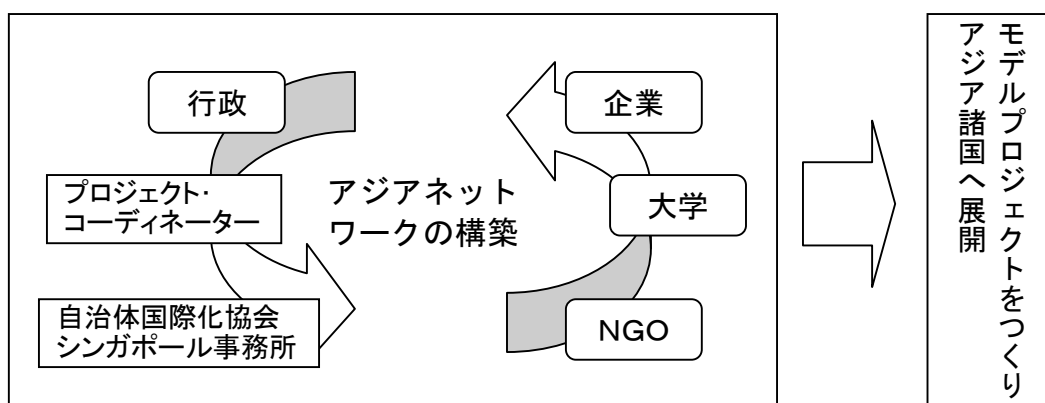 行政
プロジェクト・
コーディネーター
自治体国際化協会
シンガポール事務所
アジアネット
ワークの構築
企業
大学
NGO
モデルプロジェクトをつくり
アジア諸国へ展開